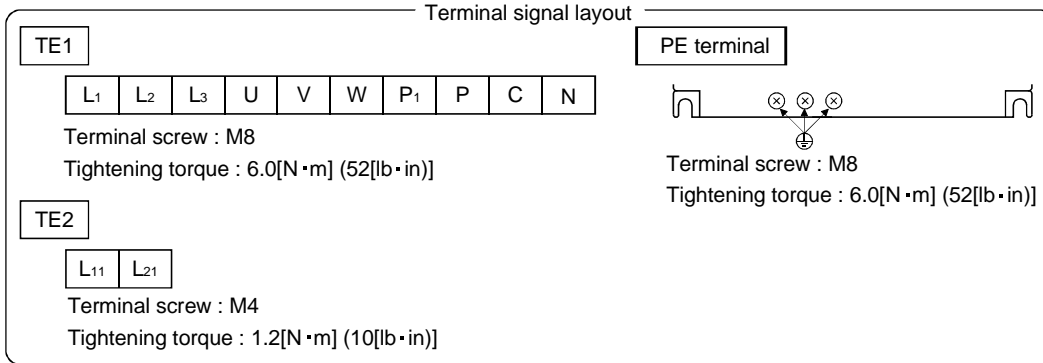 Terminal signal layout
TE1
L1 L2 L3 U V W P1 P C N
Terminal screw : M8
Tightening torque : 6.0[N▪m] (52[lb▪in)]
TE2
L11 L21
Terminal screw : M4
Tightening torque : 1.2[N▪m] (10[lb▪in)]
PE terminal
Terminal screw : M8
Tightening torque : 6.0[N▪m] (52[lb▪in)]